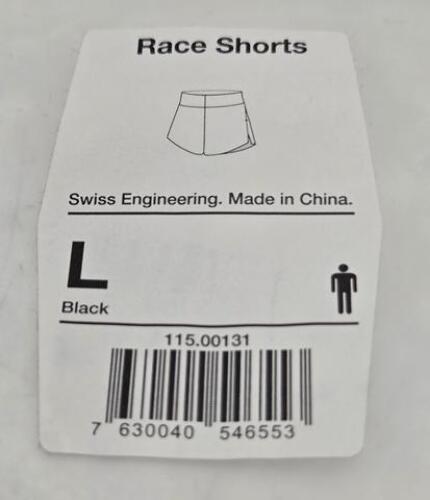 Race Shorts
Swiss Engineering. Made in China.
L
Black
115.00131
7 630040 546553